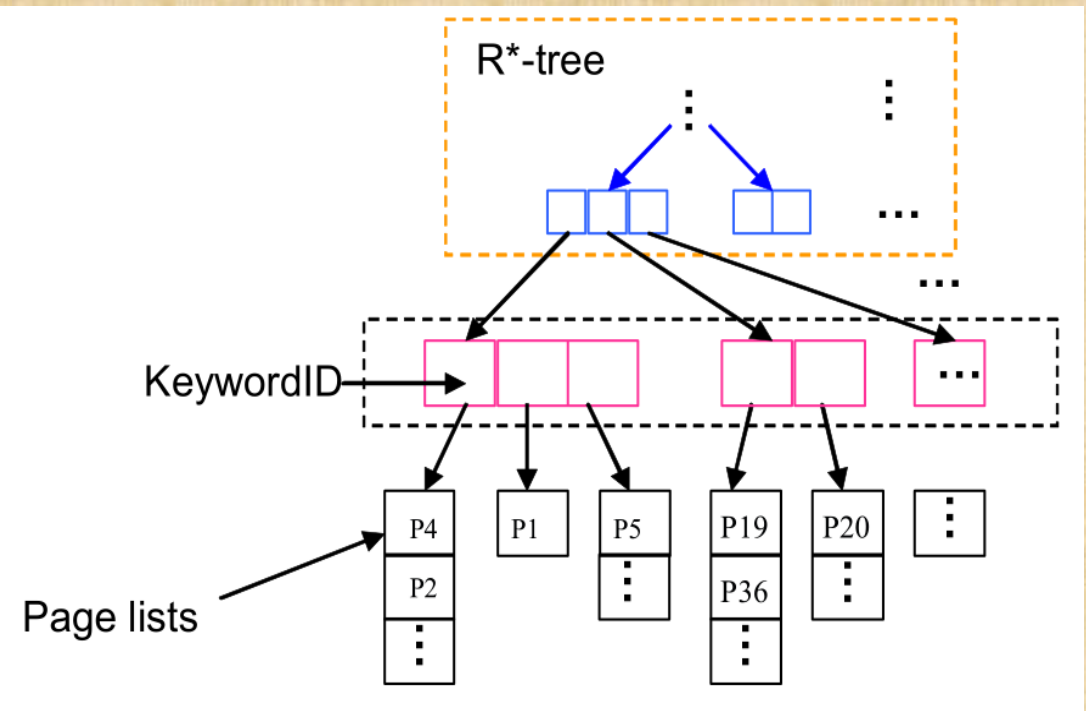 R*-tree
⋮ ⋮
...
...
KeywordID
...
P4 P1 P5 P19 P20 ⋮
P2 ⋮ P36 ⋮
Page lists
⋮ ⋮